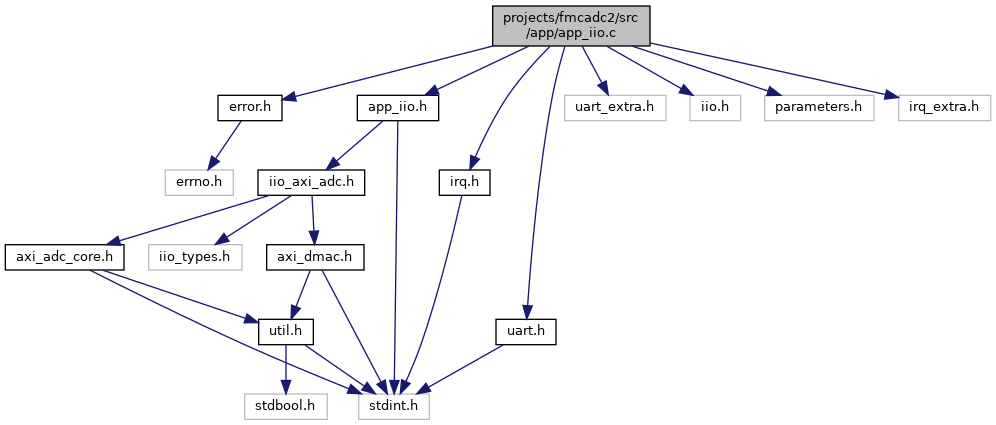 projects/fmcadc2/src
/app/app_iio.c
error.h
app_iio.h
uart_extra.h
iio.h
parameters.h
irq_extra.h
errno.h
iio_axi_adc.h
irq.h
axi_adc_core.h
iio_types.h
axi_dmac.h
util.h
uart.h
stdbool.h
stdint.h